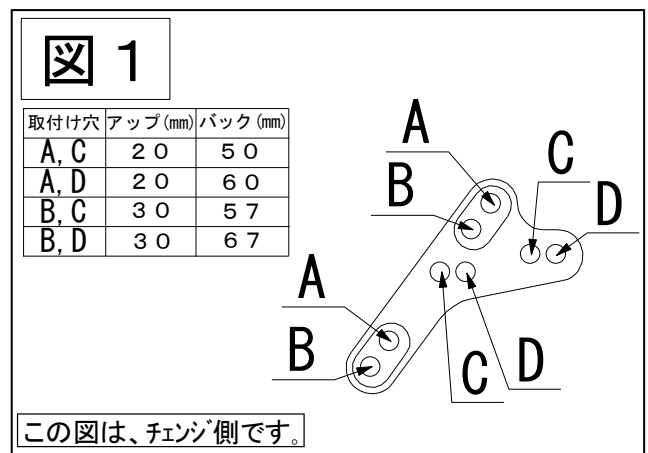 図１
取付け穴 アップ(㎜) バック(㎜)
A, C ２０ ５０
A, D ２０ ６０
B, C ３０ ５７
B, D ３０ ６７
A
C
B
D
A
B
C
D
この図は、ﾁｪﾝｼﾞ側です。